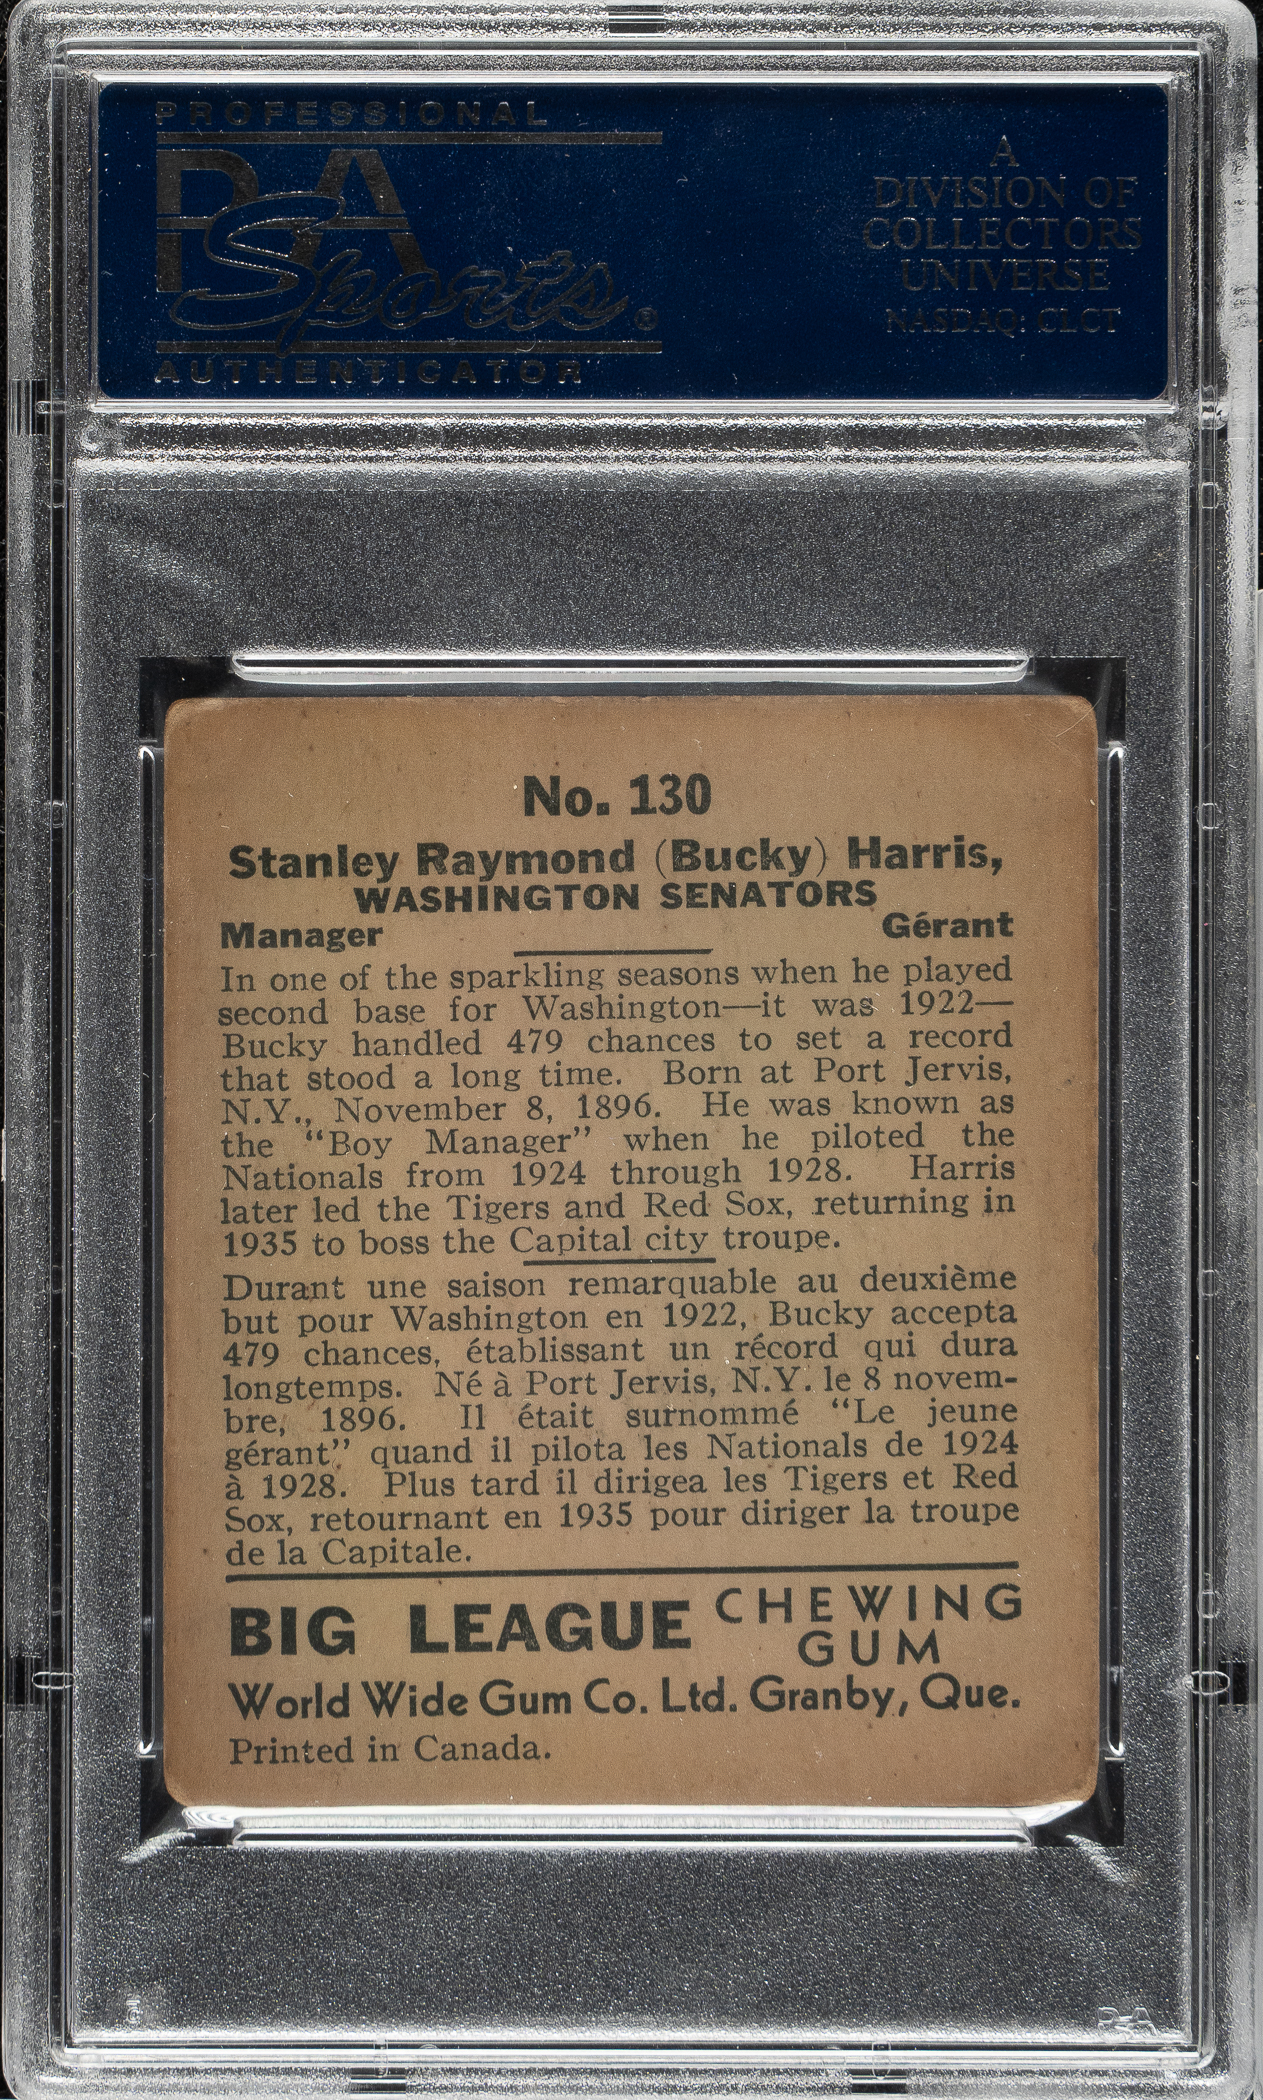 PROFESSIONAL
PSA
Sports®
AUTHENTICATOR
A
DIVISION OF
COLLECTORS
UNIVERSE
NASDAQ: CLCT
No. 130
Stanley Raymond (Bucky) Harris,
WASHINGTON SENATORS
Manager Gérant
In one of the sparkling seasons when he played
second base for Washington—it was 1922—
Bucky handled 479 chances to set a record
that stood a long time. Born at Port Jervis,
N.Y., November 8, 1896. He was known as
the “Boy Manager” when he piloted the
Nationals from 1924 through 1928. Harris
later led the Tigers and Red Sox, returning in
1935 to boss the Capital city troupe.
Durant une saison remarquable au deuxième
but pour Washington en 1922, Bucky accepta
479 chances, établissant un récord qui dura
longtemps. Né à Port Jervis, N.Y. le 8 novem-
bre, 1896. Il était surnommé “Le jeune
gérant” quand il pilota les Nationals de 1924
à 1928. Plus tard il dirigea les Tigers et Red
Sox, retournant en 1935 pour diriger la troupe
de la Capitale.
BIG LEAGUE CHEWING
GUM
World Wide Gum Co. Ltd. Granby, Que.
Printed in Canada.
PSA